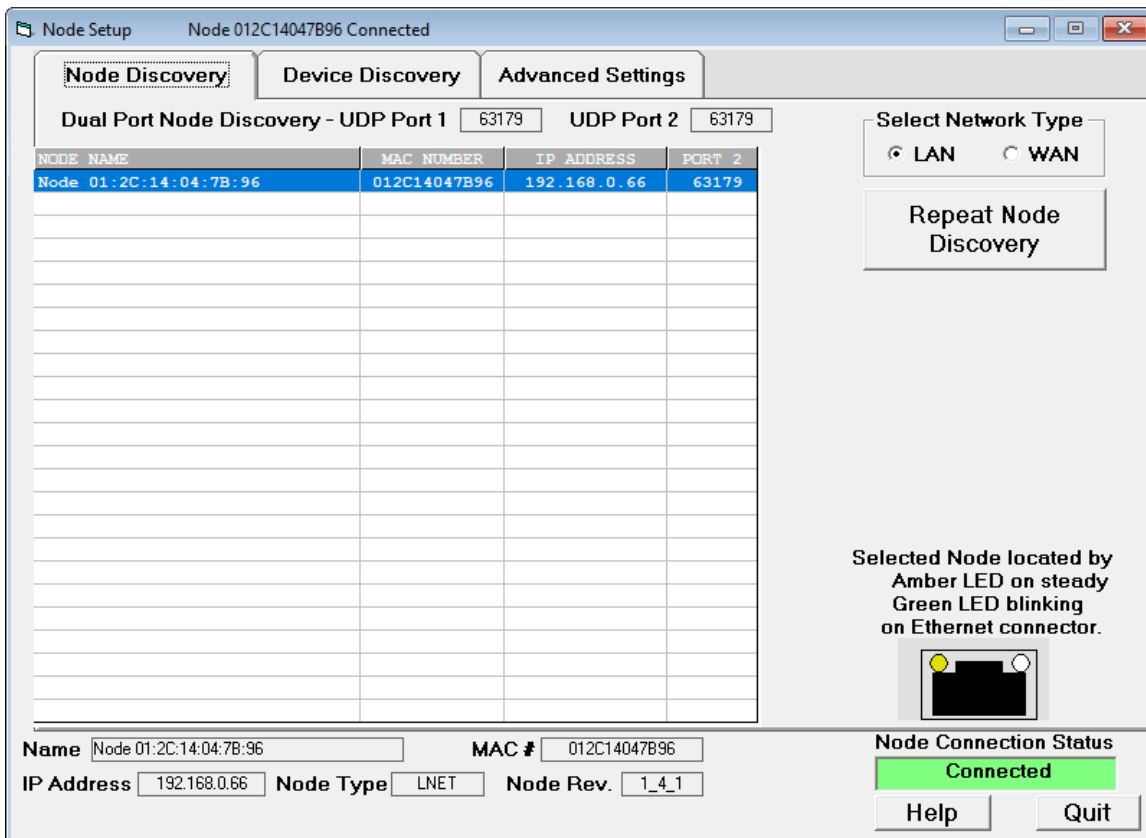 Node Setup Node 012C14047B96 Connected
Node Discovery Device Discovery Advanced Settings
Dual Port Node Discovery - UDP Port 1 63179 UDP Port 2 63179
Select Network Type
LAN WAN
NODE NAME MAC NUMBER IP ADDRESS PORT 2
Node 01:2C:14:04:7B:96 012C14047B96 192.168.0.66 63179
Repeat Node
Discovery
Selected Node located by
Amber LED on steady
Green LED blinking
on Ethernet connector.
Name Node 01:2C:14:04:7B:96 MAC # 012C14047B96
IP Address 192.168.0.66 Node Type LNET Node Rev. 1_4_1
Node Connection Status
Connected
Help Quit